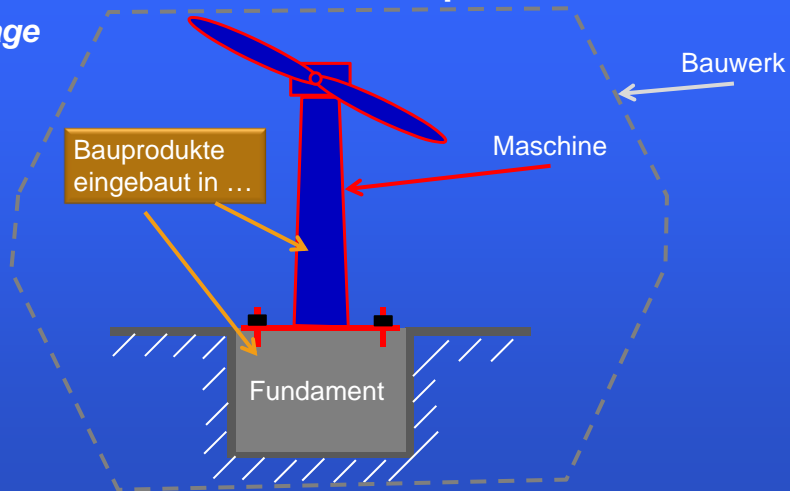 Bauwerk
Maschine
Bauprodukte
eingebaut in …
Fundament